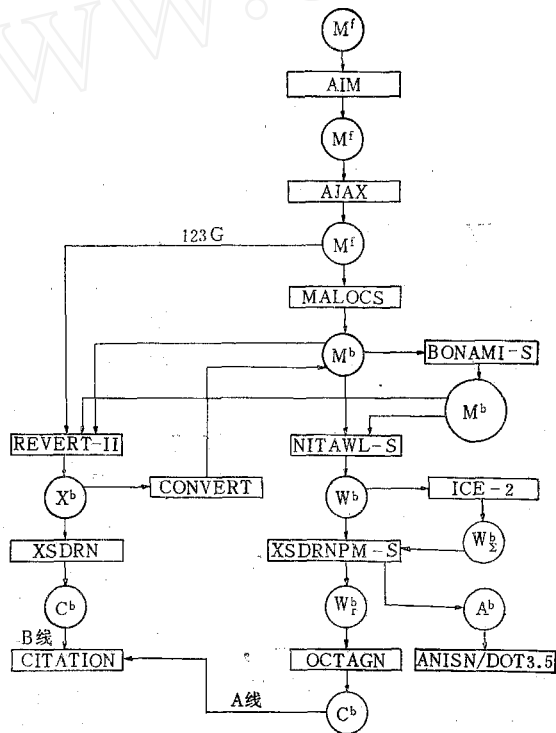 M^f
AIM
M^f
AJAX
123G
M^f
MALOCS
M^b
BONAMI-S
M^b
REVERT-II
NITAWL-S
X^b
CONVERT
W^b
ICE-2
W^b_Σ
XSDRN
XSDRNPM-S
C^b
W^b_r
A^b
B线
CITATION
OCTAGN
ANISN/DOT3.5
A线
C^b